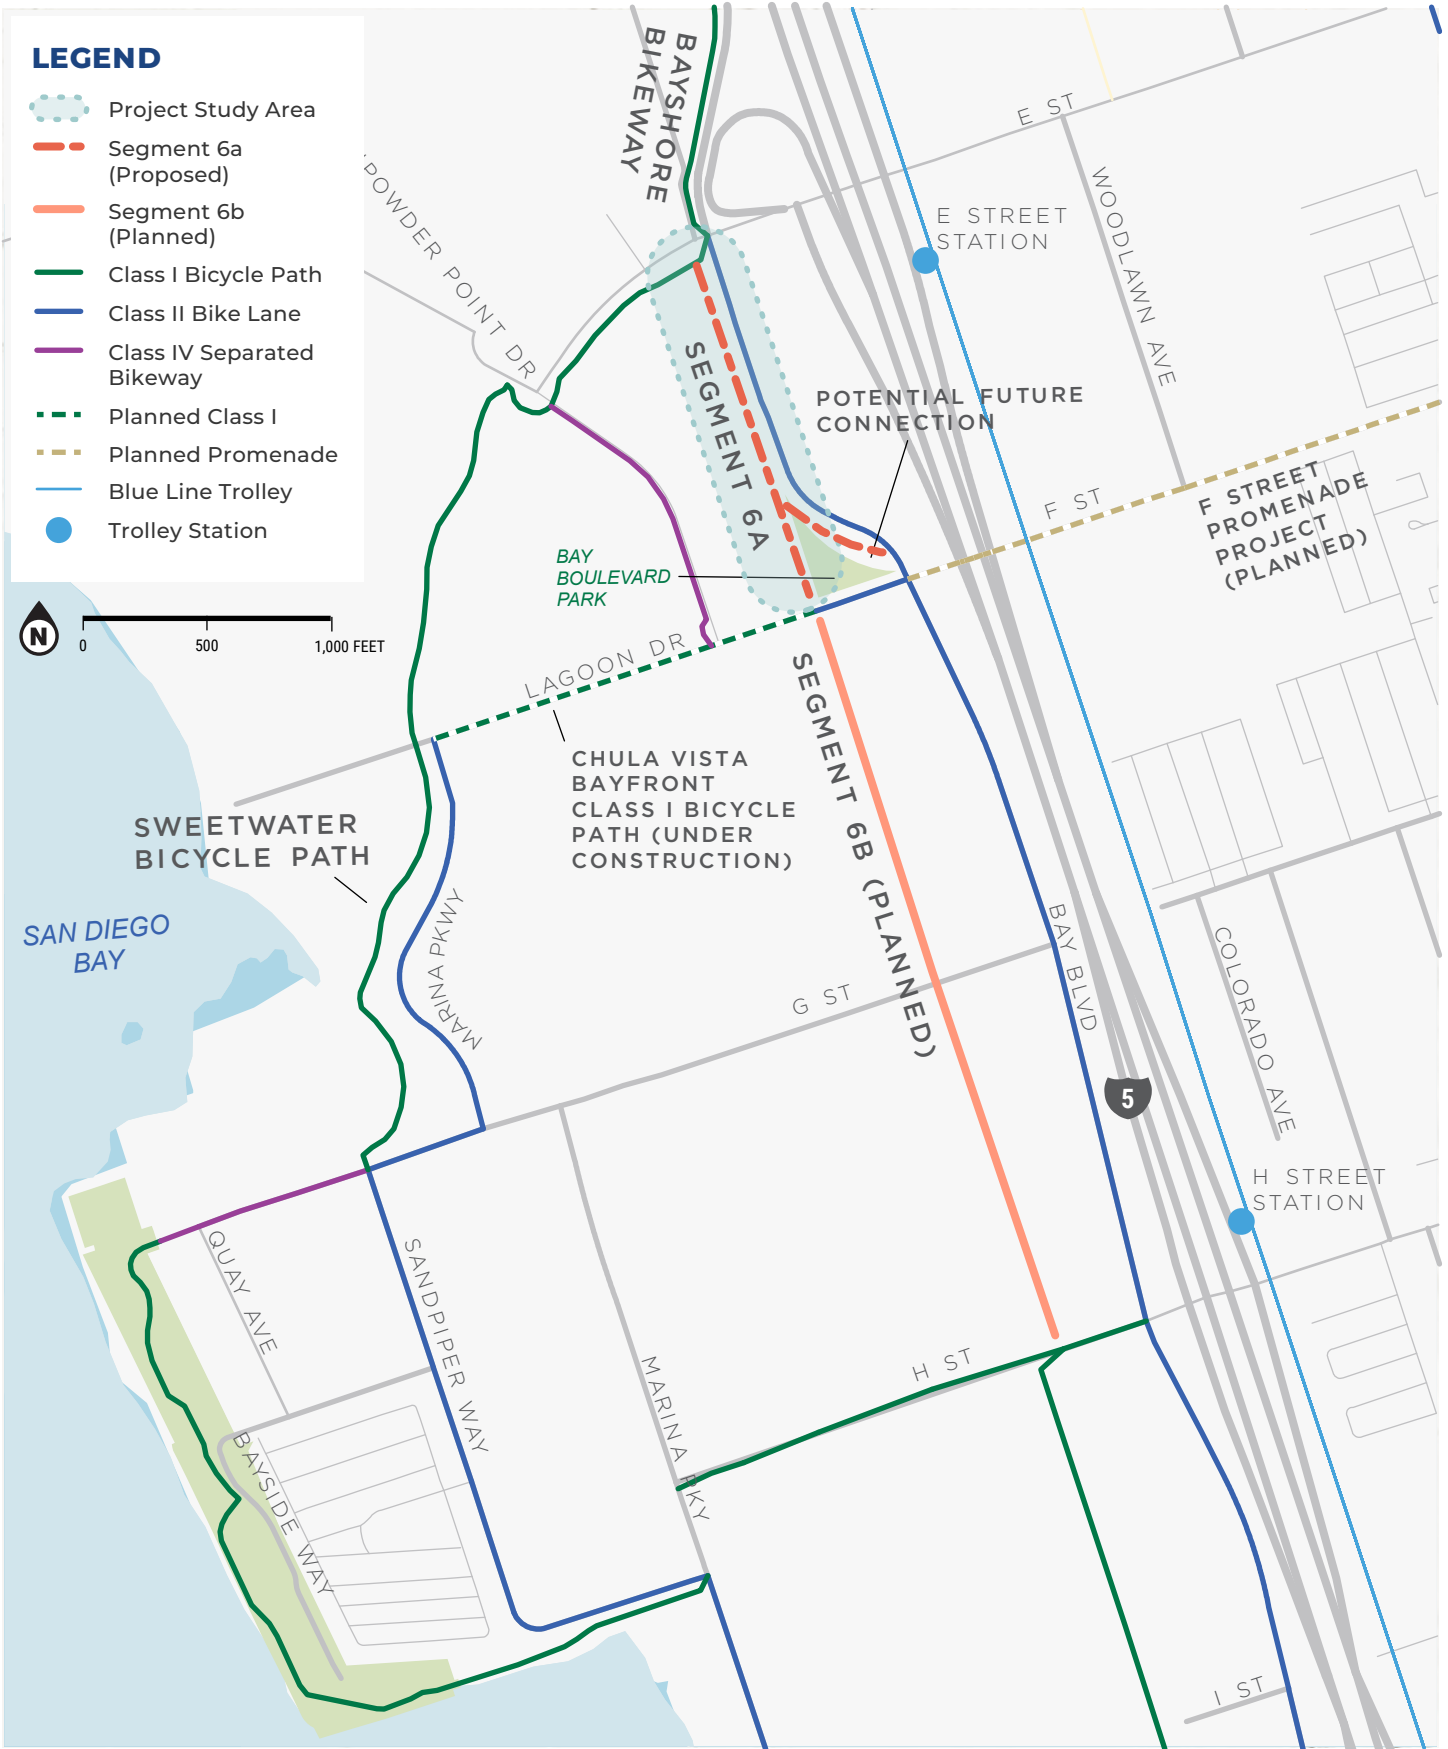 LEGEND
Project Study Area
Segment 6a
(Proposed)
Segment 6b
(Planned)
Class I Bicycle Path
Class II Bike Lane
Class IV Separated
Bikeway
Planned Class I
Planned Promenade
Blue Line Trolley
Trolley Station
N
0
500
1,000 FEET
BAYSHORE
BIKEWAY
POWDER POINT DR
E ST
E STREET
STATION
WOODLAWN AVE
SEGMENT 6A
POTENTIAL FUTURE
CONNECTION
F ST
F STREET
PROMENADE
PROJECT
(PLANNED)
BAY
BOULEVARD
PARK
LAGOON DR
SEGMENT 6B (PLANNED)
CHULA VISTA
BAYFRONT
CLASS I BICYCLE
PATH (UNDER
CONSTRUCTION)
SWEETWATER
BICYCLE PATH
SAN DIEGO
BAY
MARINA PKWY
G ST
BAY BLVD
COLORADO AVE
5
H STREET
STATION
QUAY AVE
SANDPIPER WAY
H ST
MARINA PKY
BAYSIDE WAY
I ST